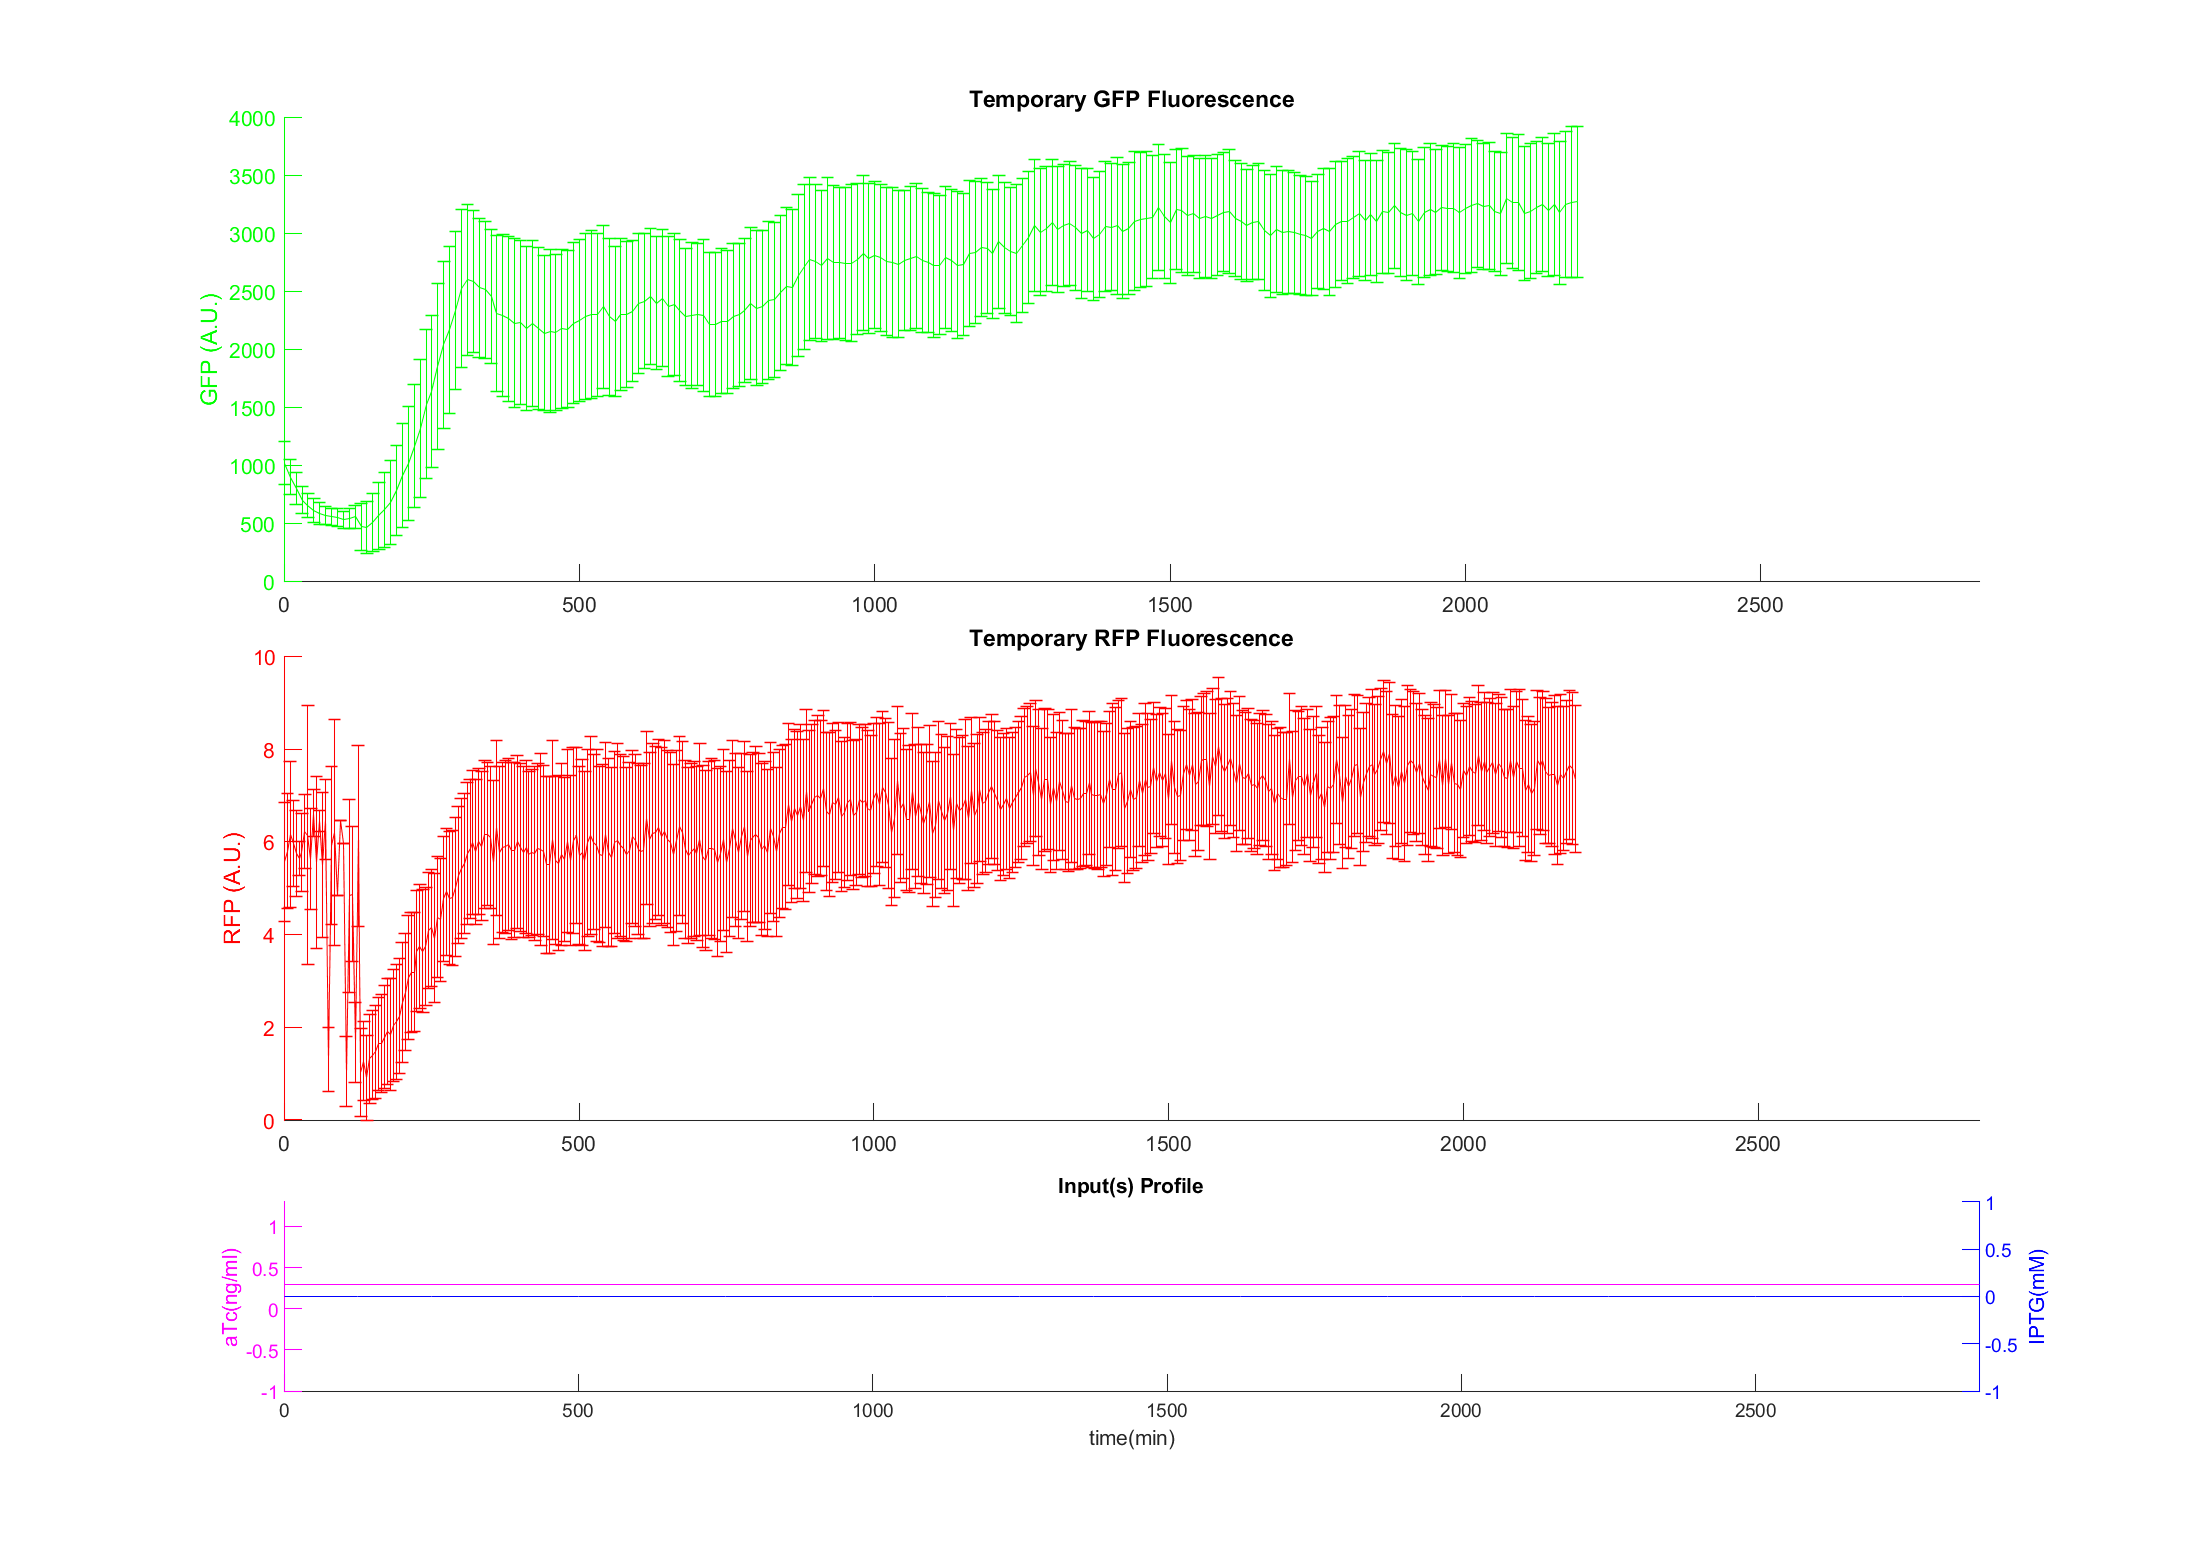 Temporary GFP Fluorescence
4000
3500
3000
2500
2000
1500
1000
500
0
GFP (A.U.)
0 500 1000 1500 2000 2500
Temporary RFP Fluorescence
10
8
6
4
2
0
RFP (A.U.)
0 500 1000 1500 2000 2500
Input(s) Profile
1
0.5
0
-0.5
-1
aTc(ng/ml)
1
0.5
0
-0.5
-1
IPTG(mM)
0 500 1000 1500 2000 2500
time(min)